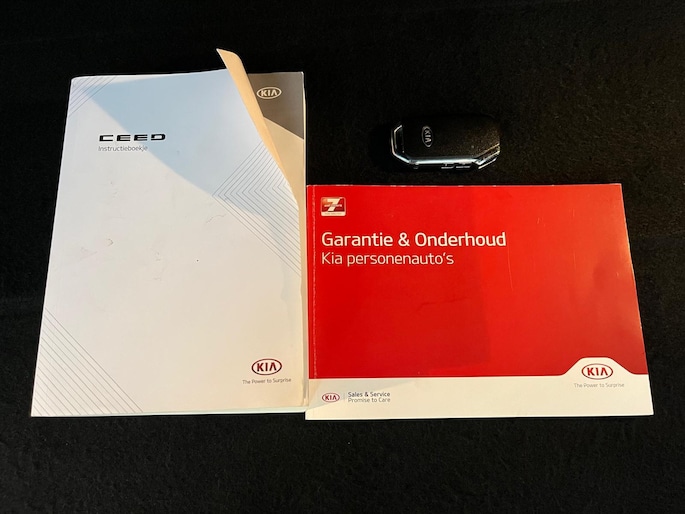 CEED
Instructieboekje
KIA
The Power to Surprise
KIA
KIA
7
Garantie & Onderhoud
Kia personenauto's
KIA
Sales & Service
Promise to Care
KIA
The Power to Surprise